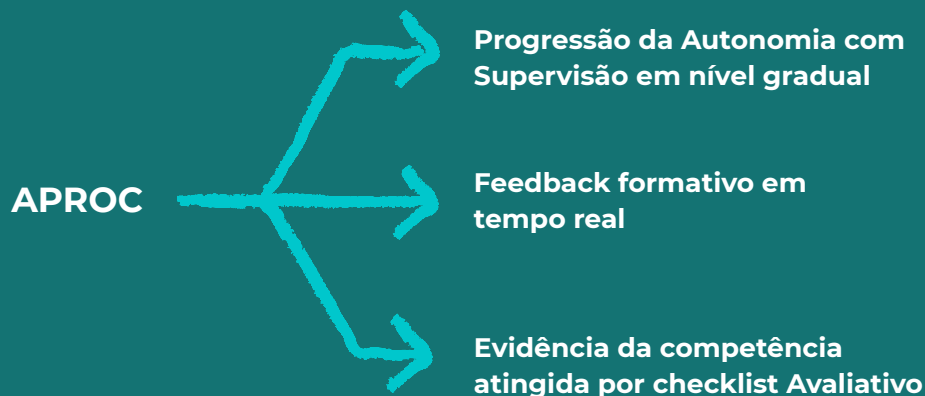 APROC
Progressão da Autonomia com
Supervisão em nível gradual
Feedback formativo em
tempo real
Evidência da competência
atingida por checklist Avaliativo